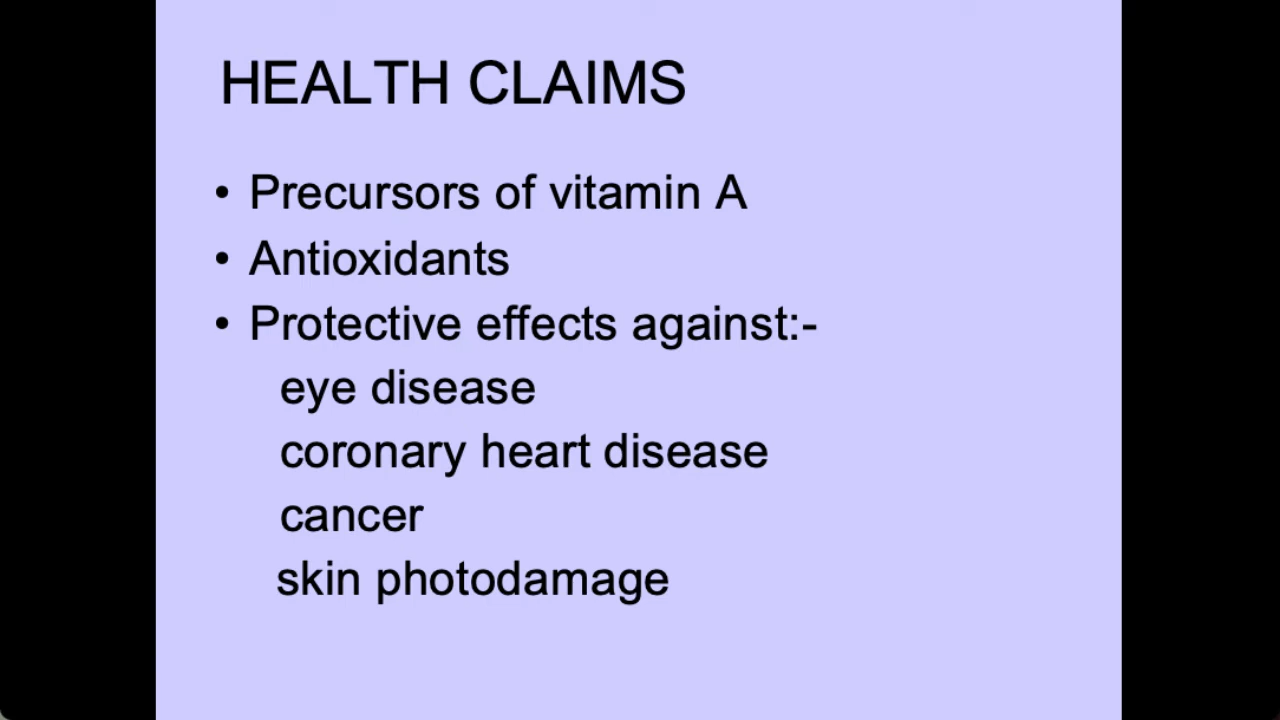 HEALTH CLAIMS
• Precursors of vitamin A
• Antioxidants
• Protective effects against:-
eye disease
coronary heart disease
cancer
skin photodamage